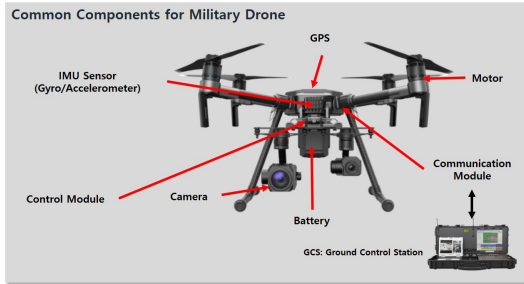 Common Components for Military Drone
GPS
IMU Sensor
(Gyro/Accelerometer)
Motor
Communication
Module
Control Module
Camera
Battery
GCS: Ground Control Station